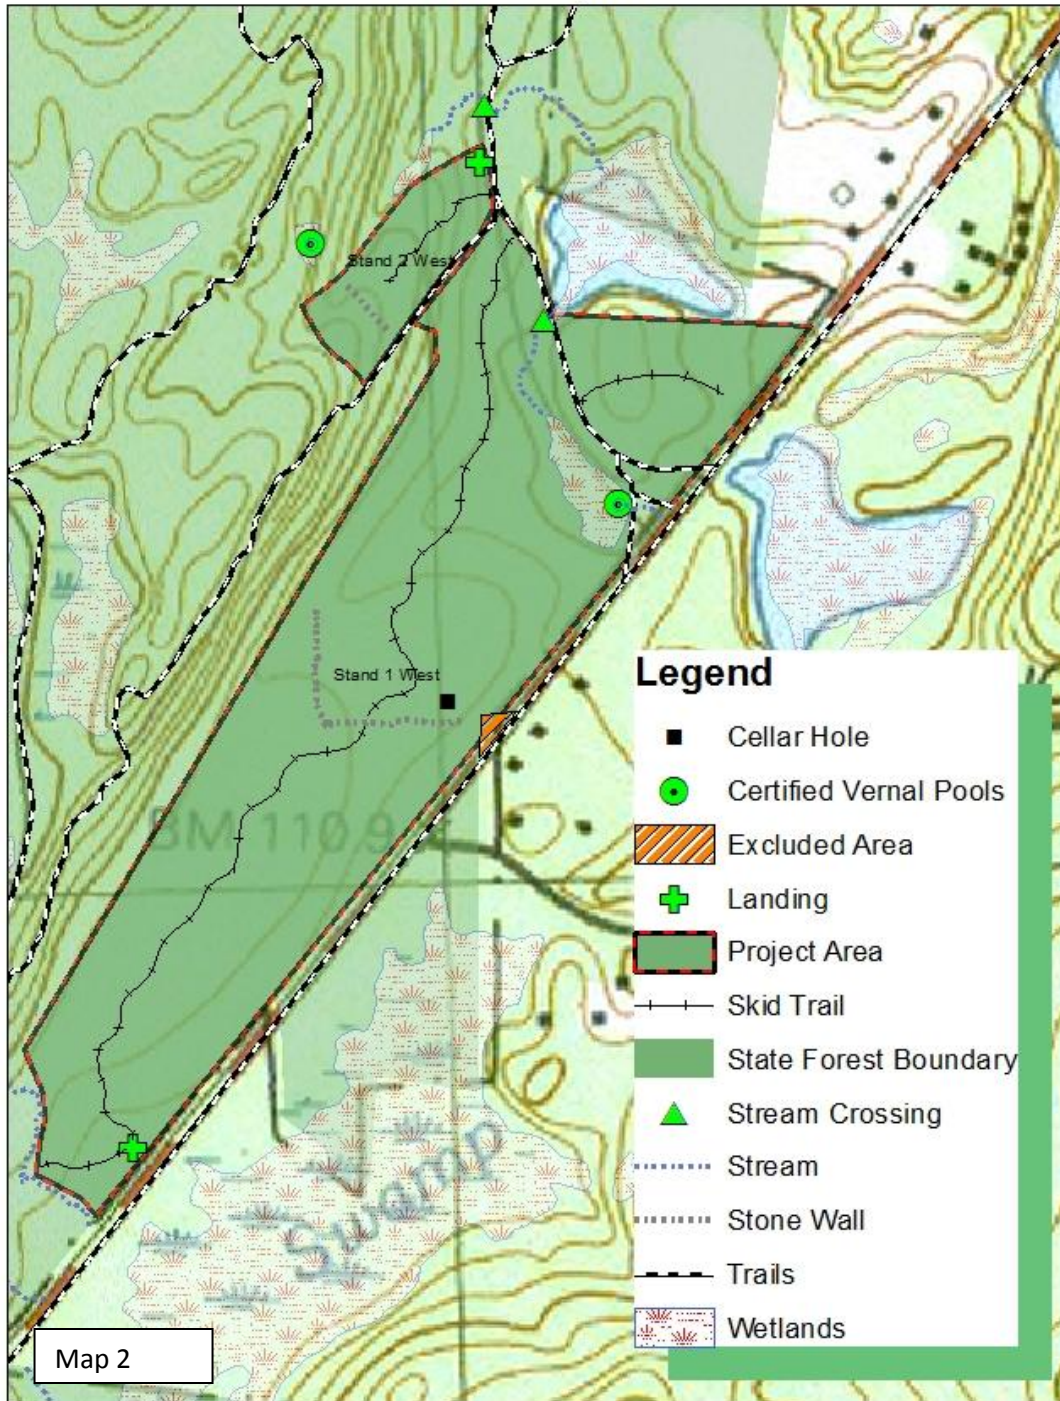 Stand 2 West
Stand 1 West
BM 110.9
Swamp
Legend
Cellar Hole
Certified Vernal Pools
Excluded Area
Landing
Project Area
Skid Trail
State Forest Boundary
Stream Crossing
Stream
Stone Wall
Trails
Wetlands
Map 2